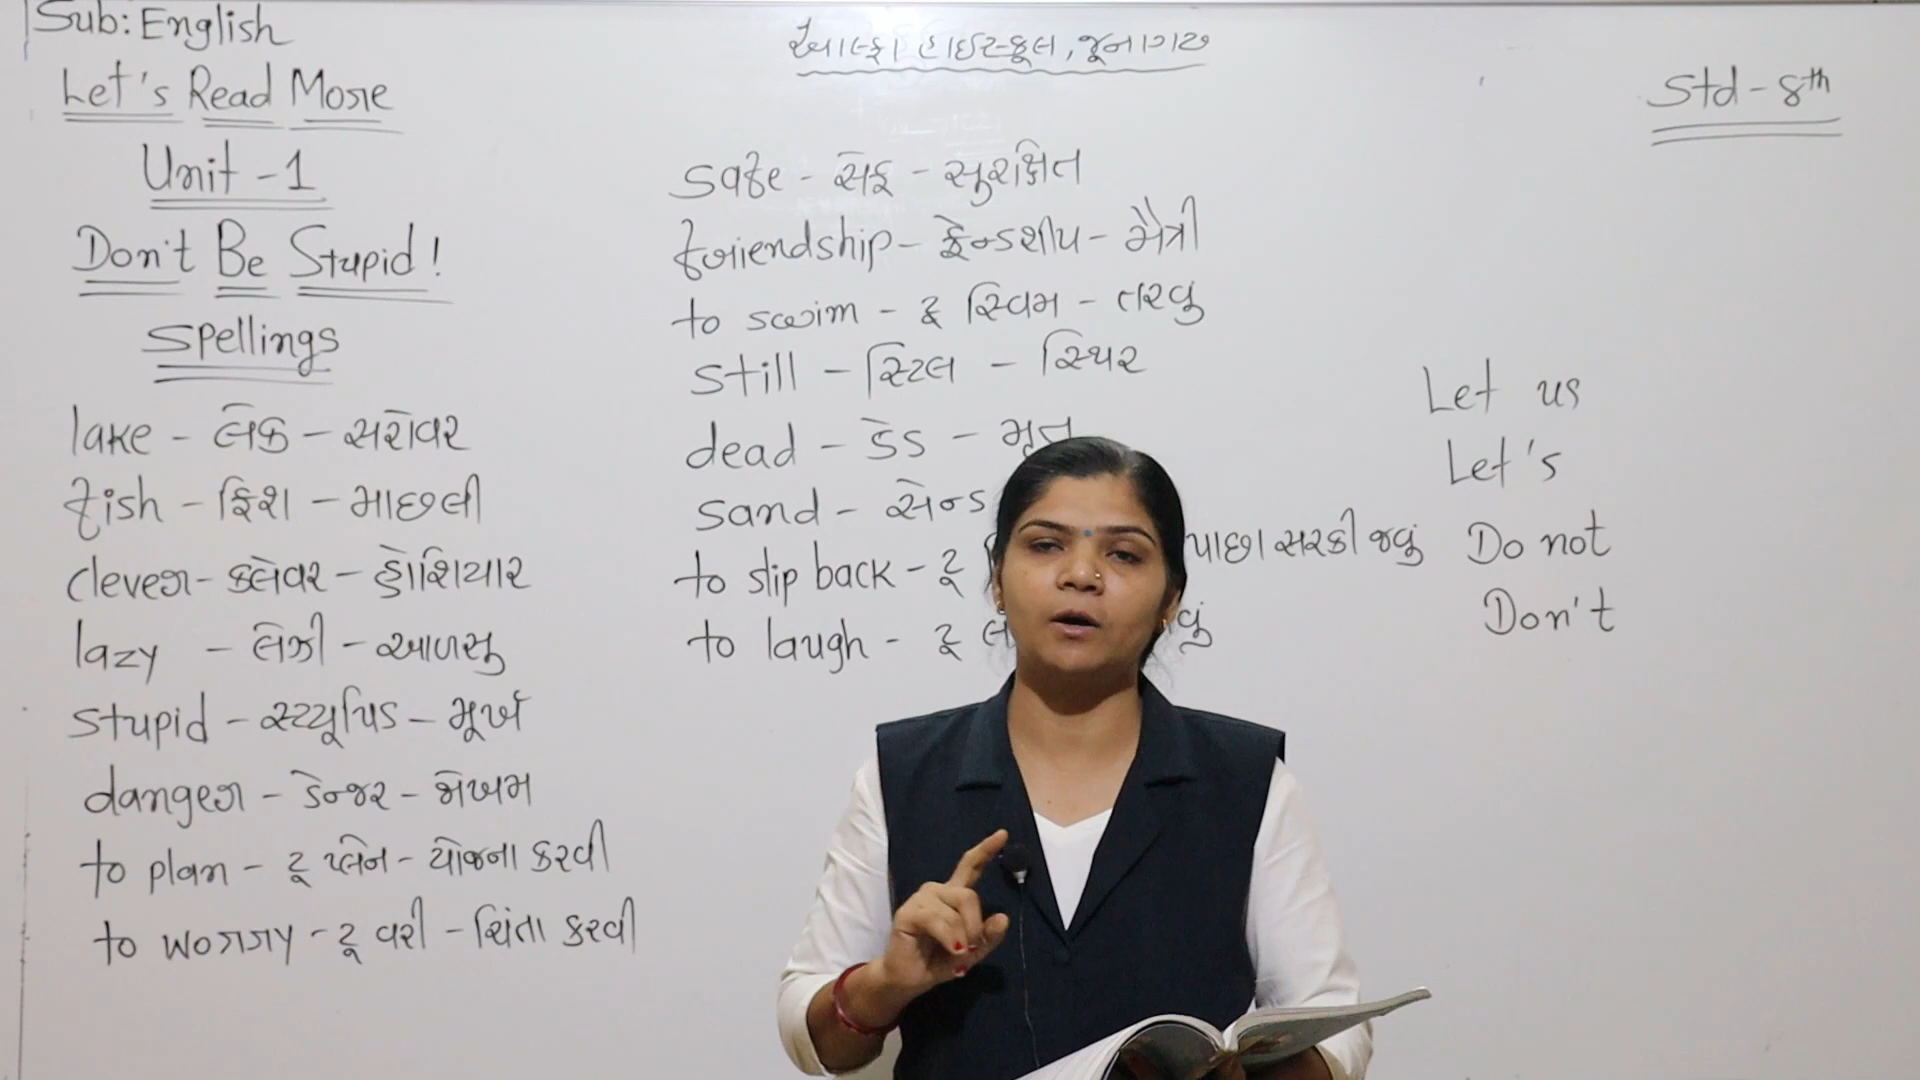 Sub: English
આલ્ફા હાઇસ્કૂલ, જૂનાગઢ
Std - 8th
Let's Read More
Unit - 1
Don't Be Stupid!
Spellings
lake - લેક - સરોવર
fish - ફિશ - માછલી
clever - ક્લેવર - હોશિયાર
lazy - લેઝી - આળસુ
stupid - સ્ટ્યૂપિડ - મૂર્ખ
danger - ડેન્જર - જોખમ
to plan - ટૂ પ્લેન - યોજના કરવી
to worry - ટૂ વરી - ચિંતા કરવી
safe - સેફ - સુરક્ષિત
friendship - ફ્રેન્ડશીપ - મૈત્રી
to swim - ટૂ સ્વિમ - તરવું
still - સ્ટિલ - સ્થિર
dead - ડેડ - મૃત
sand - સેન્ડ
to slip back - ટૂ પાછા સરકી જવું
to laugh - ટૂ
Let us
Let's
Do not
Don't